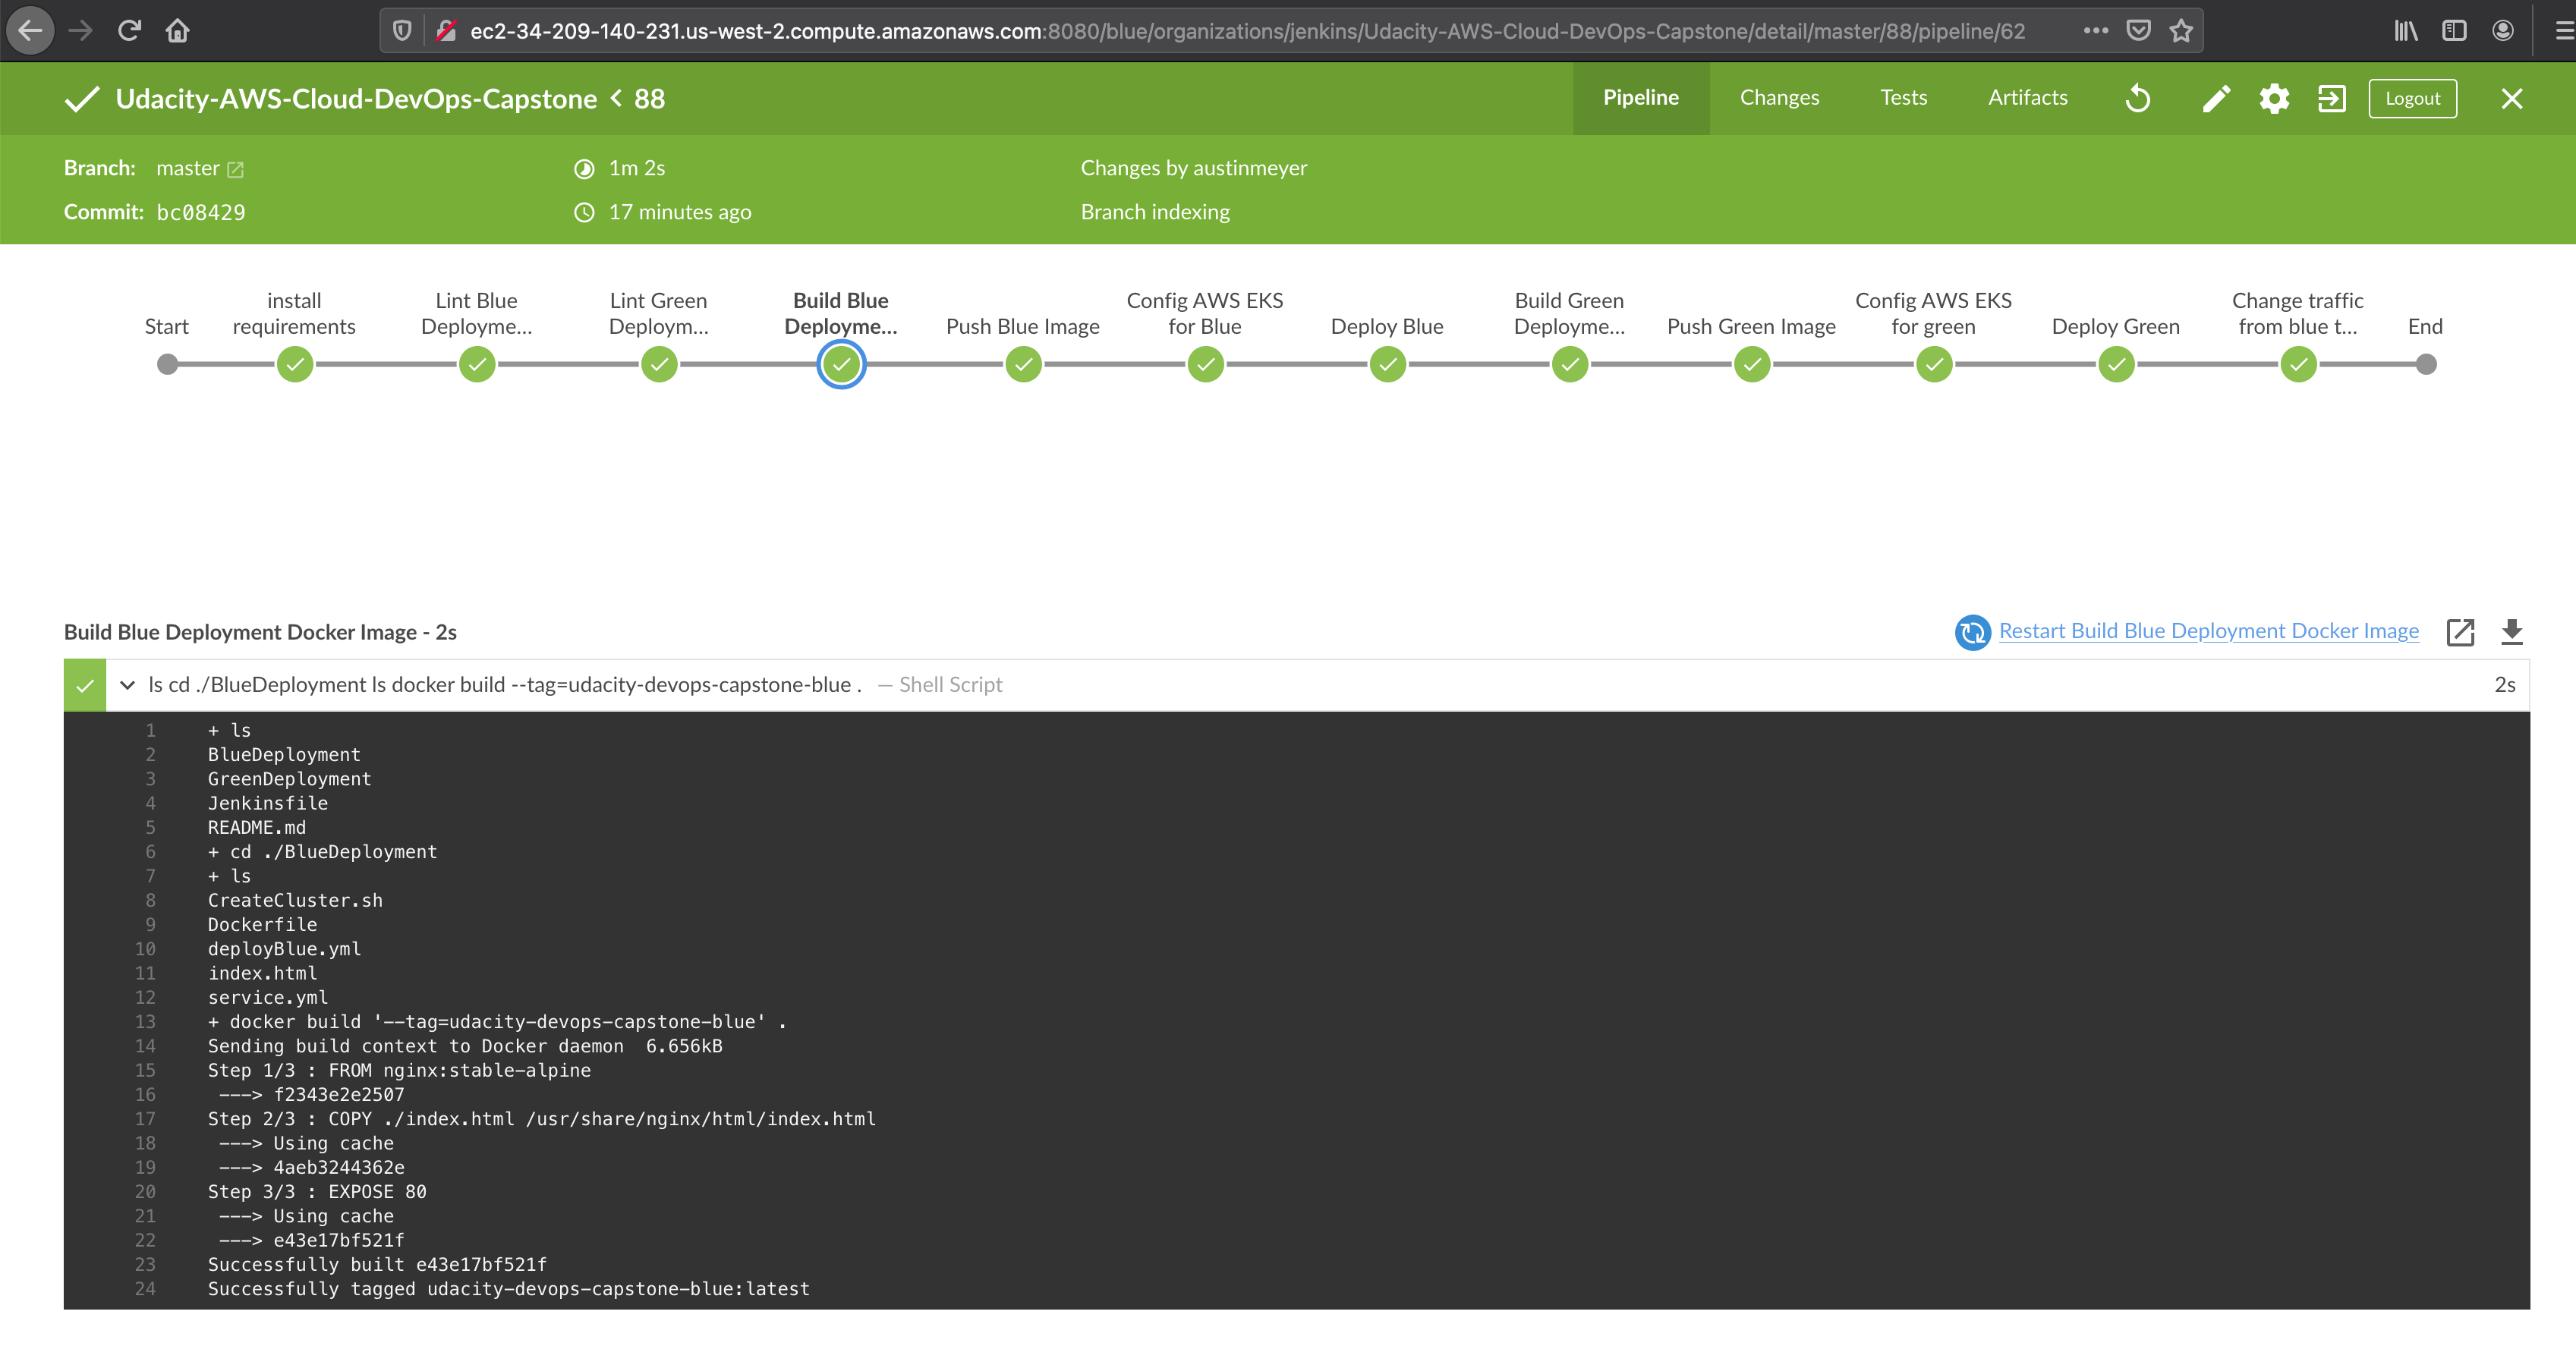 ec2-34-209-140-231.us-west-2.compute.amazonaws.com:8080/blue/organizations/jenkins/Udacity-AWS-Cloud-DevOps-Capstone/detail/master/88/pipeline/62
Udacity-AWS-Cloud-DevOps-Capstone < 88
Pipeline Changes Tests Artifacts Logout
Branch: master 1m 2s Changes by austinmeyer
Commit: bc08429 17 minutes ago Branch indexing
Start
install
requirements
Lint Blue
Deployme...
Lint Green
Deploym...
Build Blue
Deployme...
Push Blue Image
Config AWS EKS
for Blue
Deploy Blue
Build Green
Deployme...
Push Green Image
Config AWS EKS
for green
Deploy Green
Change traffic
from blue t...
End
Build Blue Deployment Docker Image - 2s
Restart Build Blue Deployment Docker Image
ls cd ./BlueDeployment ls docker build --tag=udacity-devops-capstone-blue . — Shell Script 2s
1 + ls
2 BlueDeployment
3 GreenDeployment
4 Jenkinsfile
5 README.md
6 + cd ./BlueDeployment
7 + ls
8 CreateCluster.sh
9 Dockerfile
10 deployBlue.yml
11 index.html
12 service.yml
13 + docker build '--tag=udacity-devops-capstone-blue' .
14 Sending build context to Docker daemon  6.656kB
15 Step 1/3 : FROM nginx:stable-alpine
16  ---> f2343e2e2507
17 Step 2/3 : COPY ./index.html /usr/share/nginx/html/index.html
18  ---> Using cache
19  ---> 4aeb3244362e
20 Step 3/3 : EXPOSE 80
21  ---> Using cache
22  ---> e43e17bf521f
23 Successfully built e43e17bf521f
24 Successfully tagged udacity-devops-capstone-blue:latest